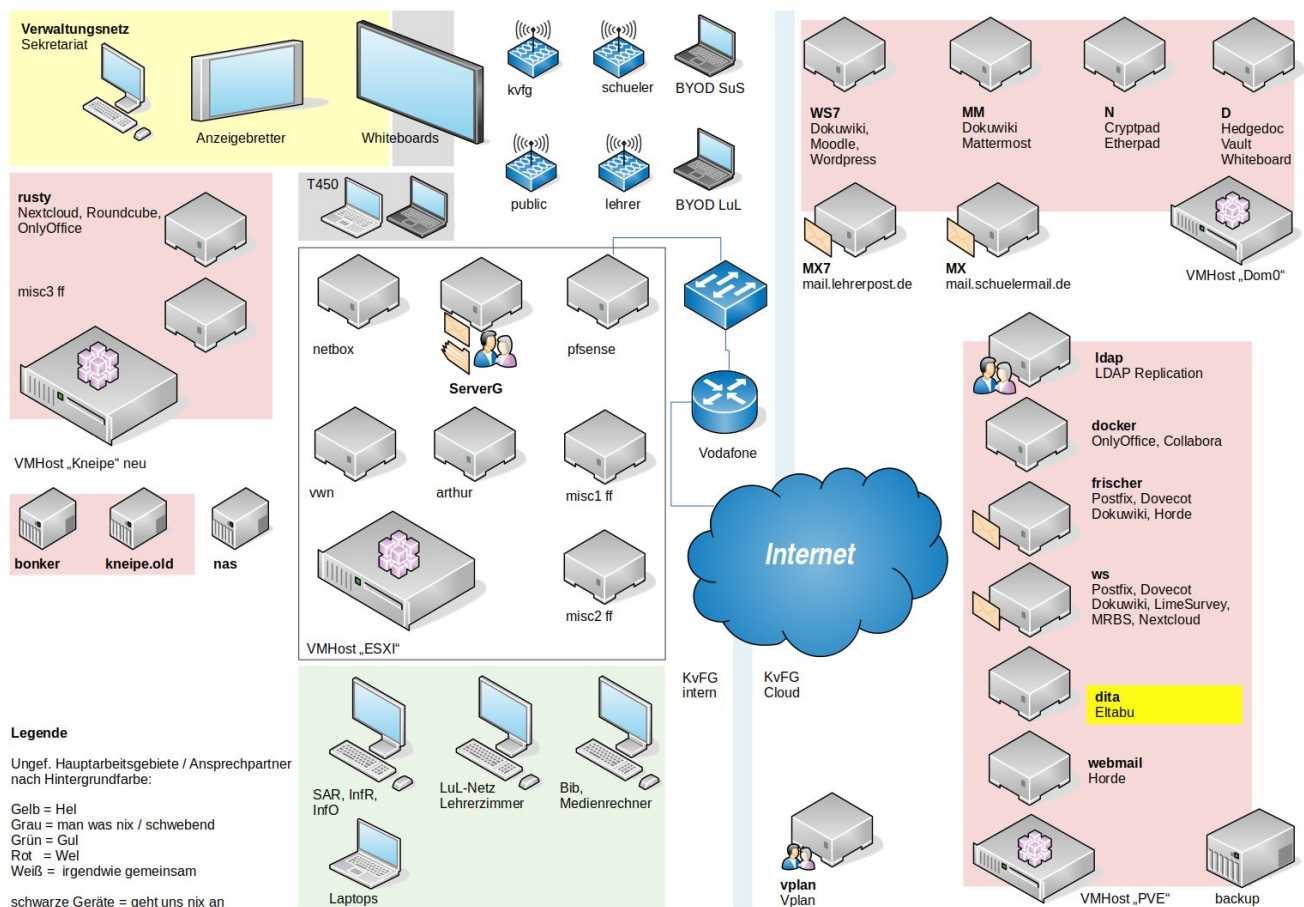 Verwaltungsnetz
Sekretariat
Anzeigebretter
Whiteboards
kvfg
schueler
BYOD SuS
public
lehrer
BYOD LuL
WS7
Dokuwiki,
Moodle,
Wordpress
MM
Dokuwiki
Mattermost
N
Cryptpad
Etherpad
D
Hedgedoc
Vault
Whiteboard
MX7
mail.lehrerpost.de
MX
mail.schuelermail.de
VMHost „Dom0“
rusty
Nextcloud, Roundcube,
OnlyOffice
misc3 ff
VMHost „Kneipe“ neu
bonker
kneipe.old
nas
T450
netbox
ServerG
pfsense
vwn
arthur
misc1 ff
misc2 ff
VMHost „ESXI“
Vodafone
Internet
KvFG
intern
KvFG
Cloud
ldap
LDAP Replication
docker
OnlyOffice, Collabora
frischer
Postfix, Dovecot
Dokuwiki, Horde
ws
Postfix, Dovecot
Dokuwiki, LimeSurvey,
MRBS, Nextcloud
dita
Eltabu
webmail
Horde
VMHost „PVE“
backup
vplan
Vplan
SAR, InfR,
InfO
LuL-Netz
Lehrerzimmer
Bib,
Medienrechner
Laptops
Legende
Ungef. Hauptarbeitsgebiete / Ansprechpartner
nach Hintergrundfarbe:
Gelb = Hel
Grau = man was nix / schwebend
Grün = Gul
Rot = Wel
Weiß = irgendwie gemeinsam
schwarze Geräte = geht uns nix an